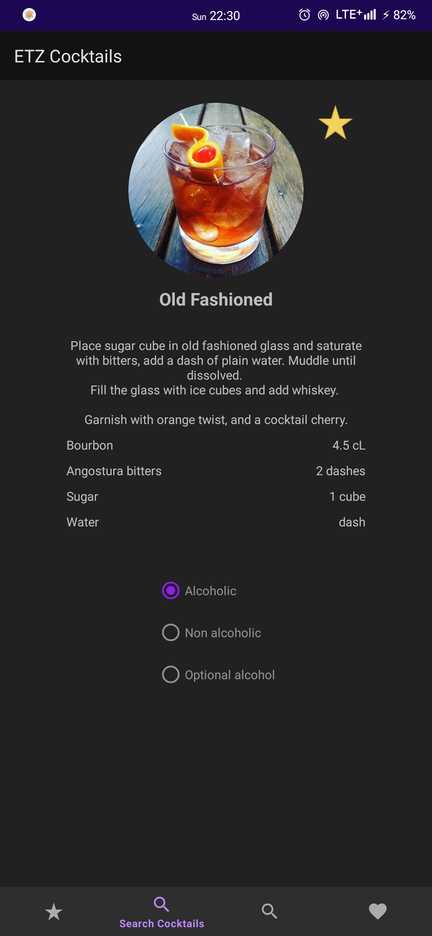 Sun 22:30 LTE+ 82%
ETZ Cocktails
Old Fashioned
Place sugar cube in old fashioned glass and saturate
with bitters, add a dash of plain water. Muddle until
dissolved.
Fill the glass with ice cubes and add whiskey.
Garnish with orange twist, and a cocktail cherry.
Bourbon 4.5 cL
Angostura bitters 2 dashes
Sugar 1 cube
Water dash
Alcoholic
Non alcoholic
Optional alcohol
Search Cocktails